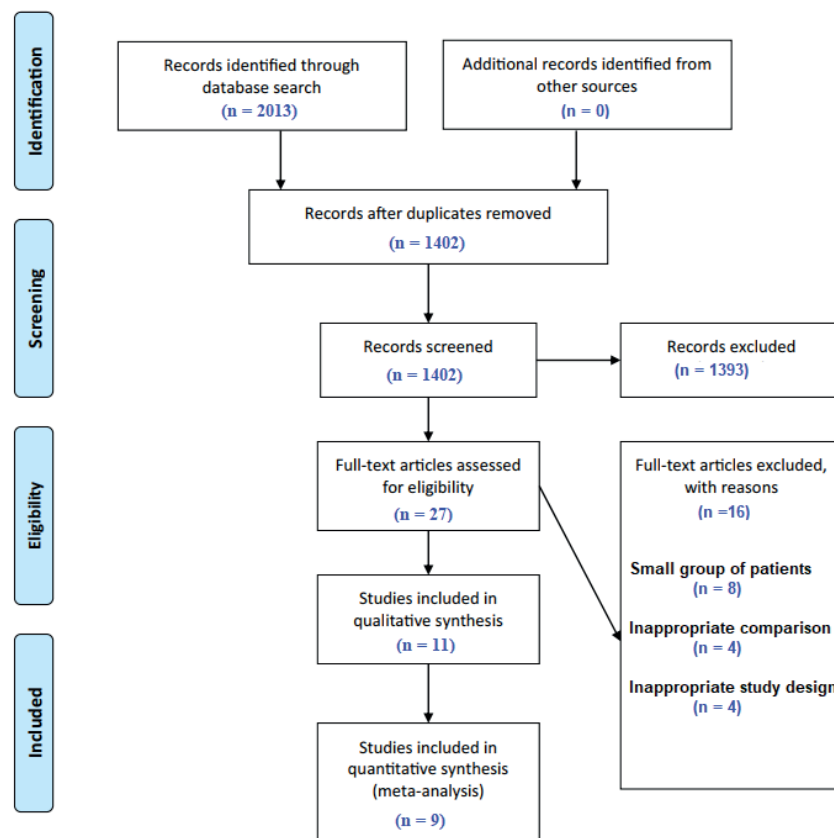 Identification
Records identified through
database search
(n = 2013)
Additional records identified from
other sources
(n = 0)
Records after duplicates removed
(n = 1402)
Screening
Records screened
(n = 1402)
Records excluded
(n = 1393)
Eligibility
Full-text articles assessed
for eligibility
(n = 27)
Full-text articles excluded,
with reasons
(n =16)
Small group of patients
(n = 8)
Inappropriate comparison
(n = 4)
Inappropriate study design
(n = 4)
Studies included in
qualitative synthesis
(n = 11)
Included
Studies included in
quantitative synthesis
(meta-analysis)
(n = 9)